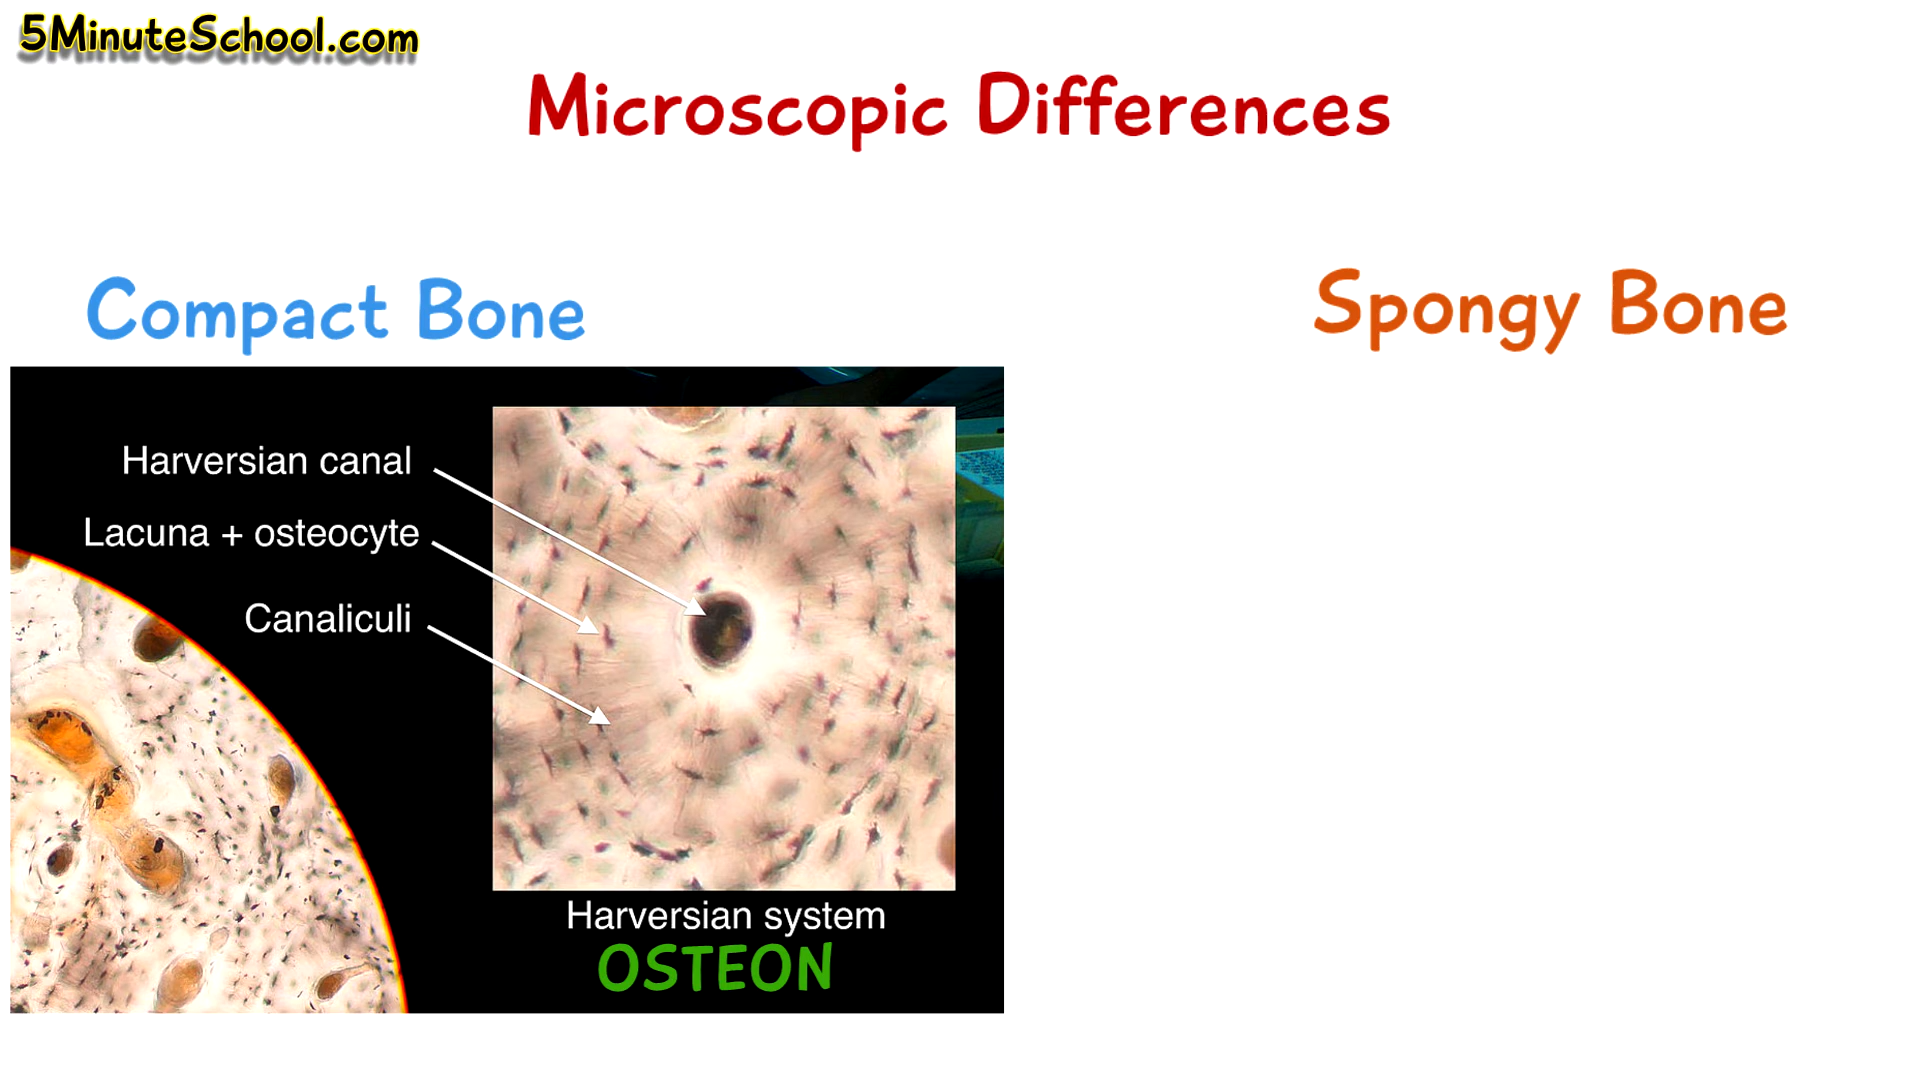 5MinuteSchool.com
Microscopic Differences
Compact Bone
Spongy Bone
Harversian canal
Lacuna + osteocyte
Canaliculi
Harversian system
OSTEON